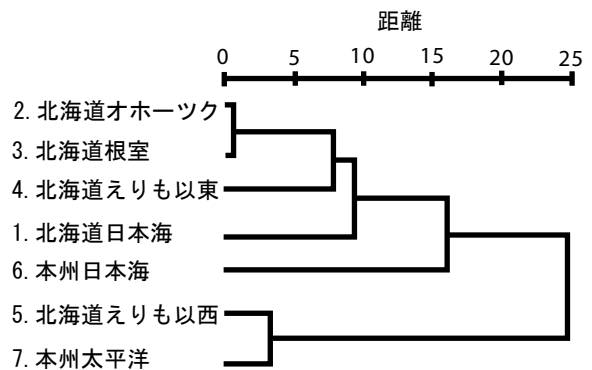 距離
0 5 10 15 20 25
2. 北海道オホーツク
3. 北海道根室
4. 北海道えりも以東
1. 北海道日本海
6. 本州日本海
5. 北海道えりも以西
7. 本州太平洋